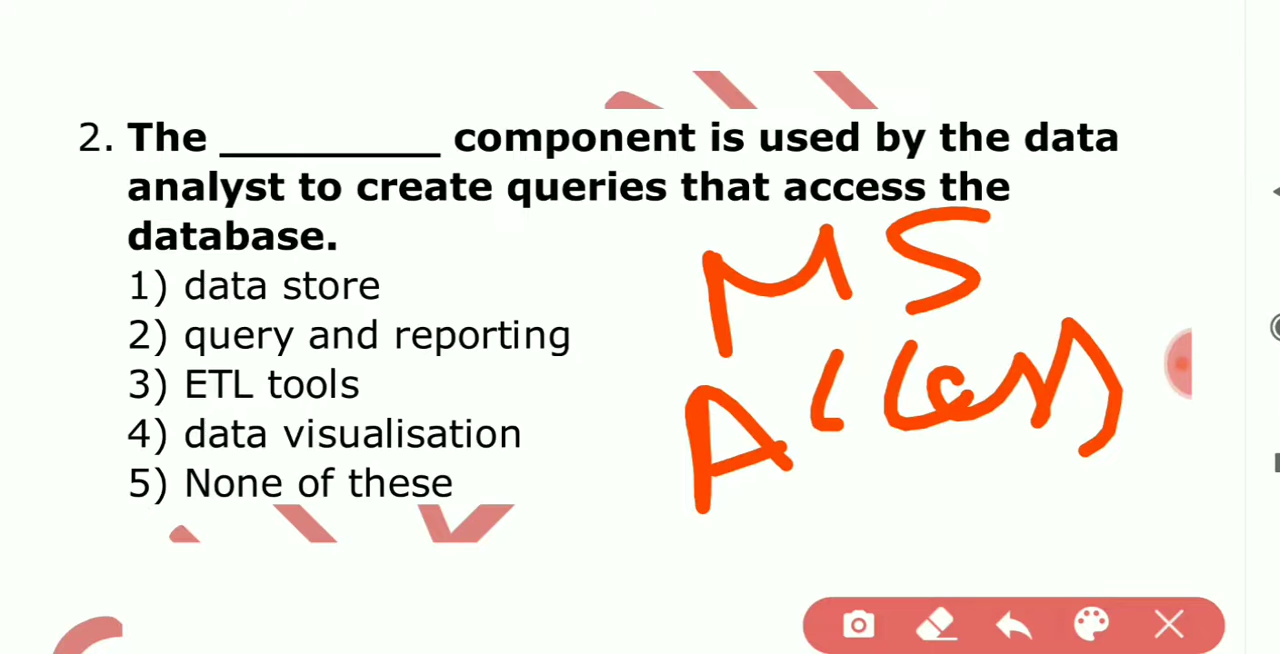 2. The ___________ component is used by the data
analyst to create queries that access the
database.
1) data store
2) query and reporting
3) ETL tools
4) data visualisation
5) None of these
MS
Access